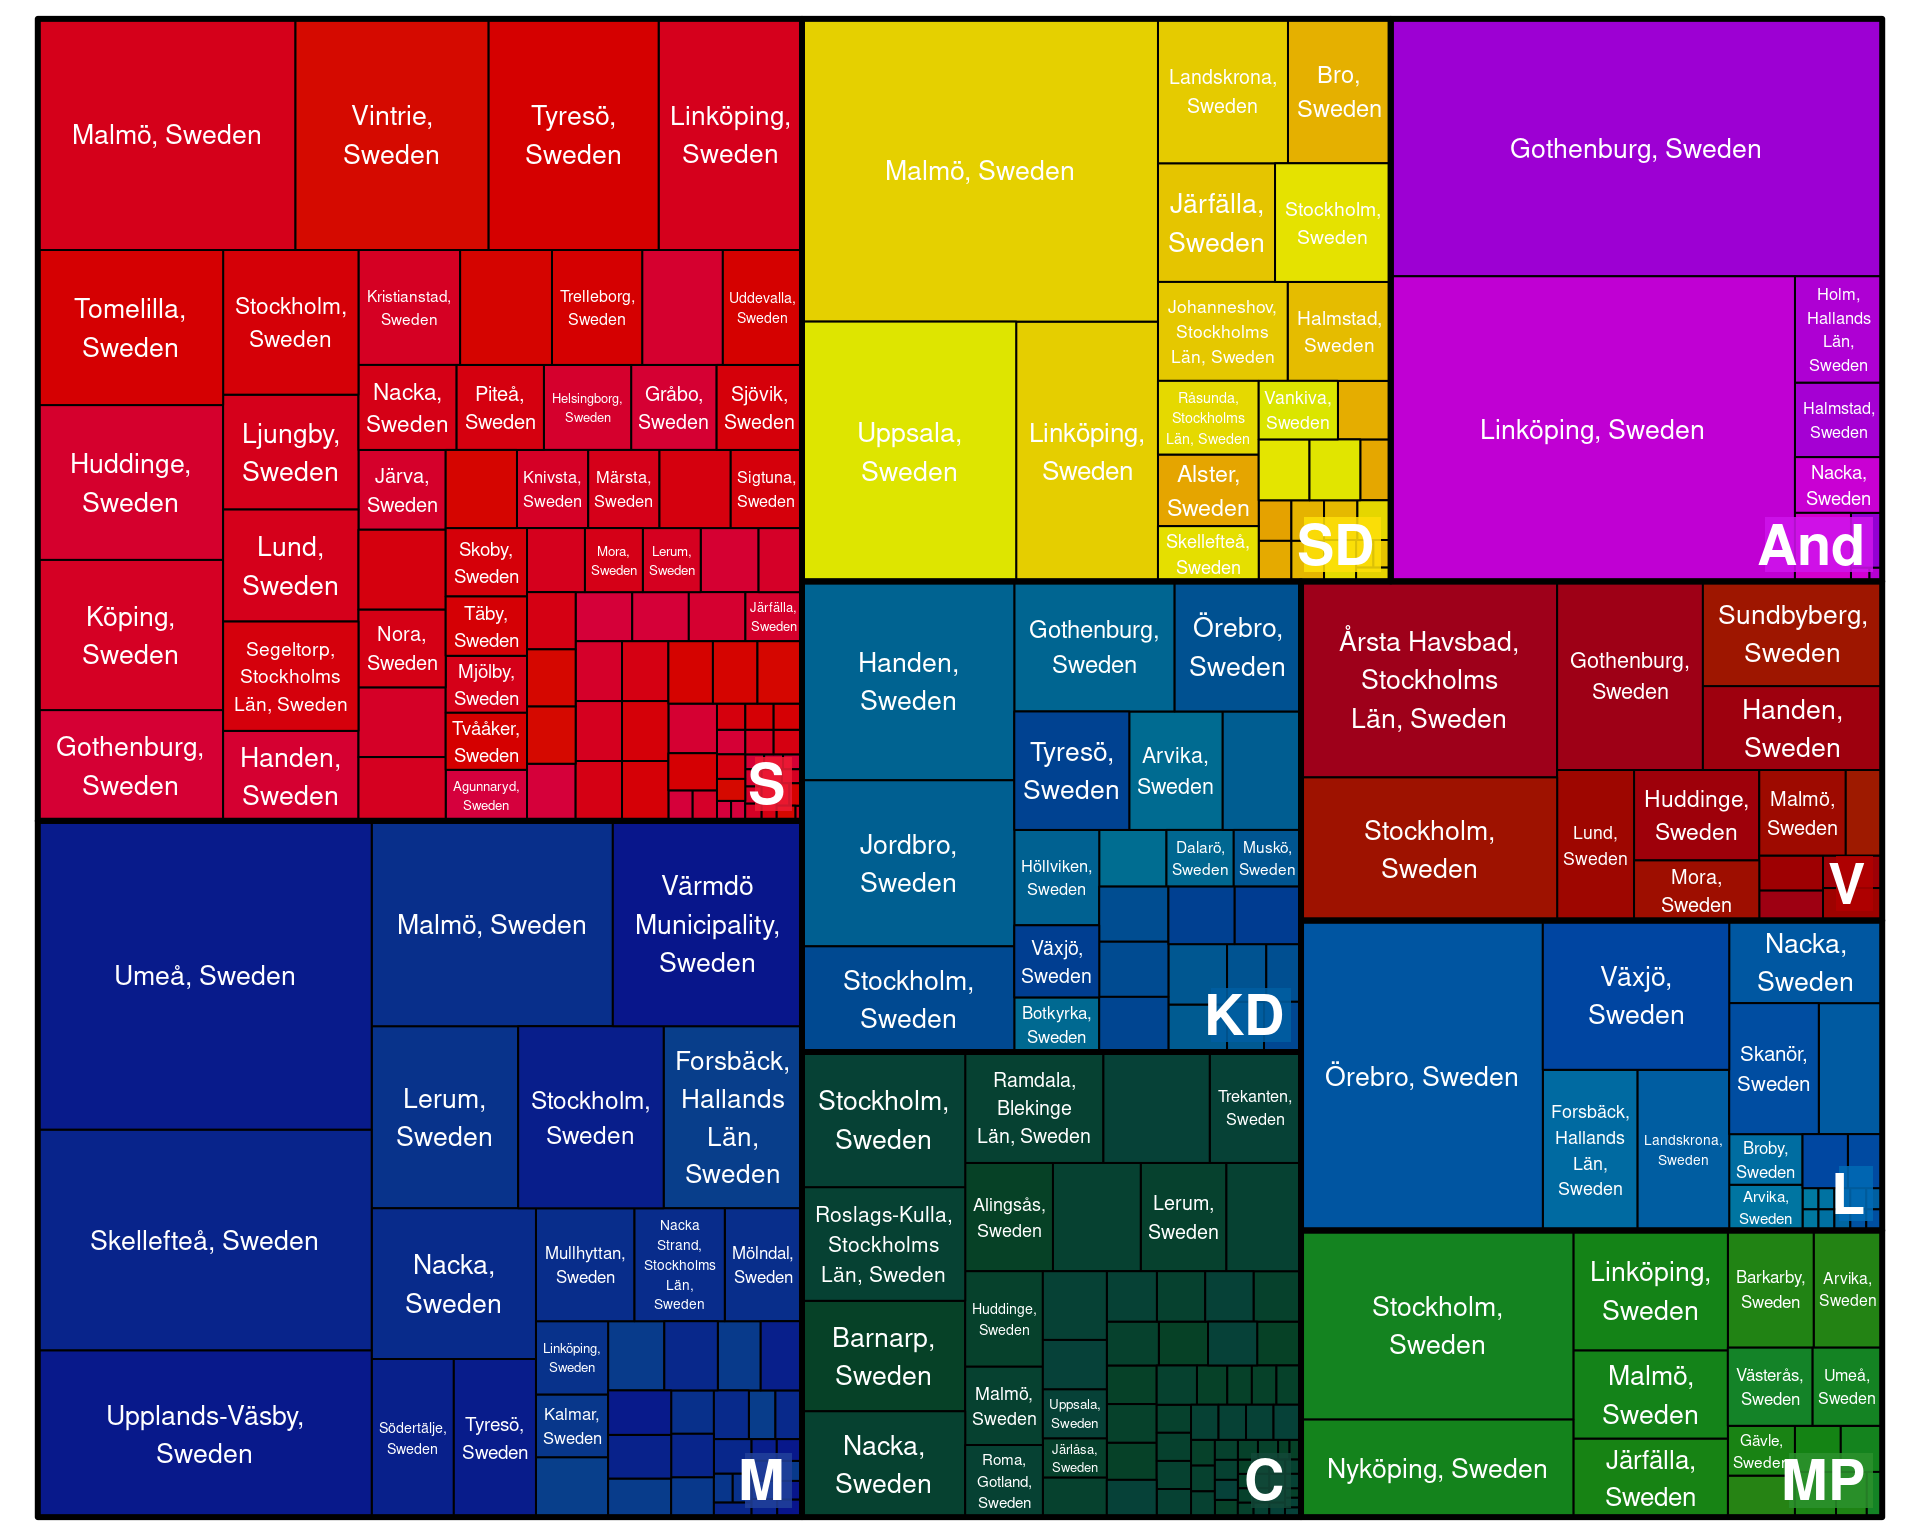 Malmö, Sweden
Vintrie,
Sweden
Tyresö,
Sweden
Linköping,
Sweden
Tomelilla,
Sweden
Stockholm,
Sweden
Kristianstad,
Sweden
Trelleborg,
Sweden
Uddevalla,
Sweden
Nacka,
Sweden
Piteå,
Sweden
Helsingborg,
Sweden
Gråbo,
Sweden
Sjövik,
Sweden
Huddinge,
Sweden
Ljungby,
Sweden
Järva,
Sweden
Knivsta,
Sweden
Märsta,
Sweden
Sigtuna,
Sweden
Köping,
Sweden
Lund,
Sweden
Skoby,
Sweden
Mora,
Sweden
Lerum,
Sweden
Segeltorp,
Stockholms
Län, Sweden
Nora,
Sweden
Täby,
Sweden
Järfälla,
Sweden
Mjölby,
Sweden
Gothenburg,
Sweden
Handen,
Sweden
Tvååker,
Sweden
Agunnaryd,
Sweden
S
Malmö, Sweden
Landskrona,
Sweden
Bro,
Sweden
Järfälla,
Sweden
Stockholm,
Sweden
Johanneshov,
Stockholms
Län, Sweden
Halmstad,
Sweden
Uppsala,
Sweden
Linköping,
Sweden
Råsunda,
Stockholms
Län, Sweden
Vankiva,
Sweden
Alster,
Sweden
Skellefteå,
Sweden
SD
Gothenburg, Sweden
Linköping, Sweden
Holm,
Hallands
Län,
Sweden
Halmstad,
Sweden
Nacka,
Sweden
And
Umeå, Sweden
Malmö, Sweden
Värmdö
Municipality,
Sweden
Lerum,
Sweden
Stockholm,
Sweden
Forsbäck,
Hallands
Län,
Sweden
Skellefteå, Sweden
Nacka,
Sweden
Mullhyttan,
Sweden
Nacka
Strand,
Stockholms
Län,
Sweden
Mölndal,
Sweden
Upplands-Väsby,
Sweden
Södertälje,
Sweden
Tyresö,
Sweden
Linköping,
Sweden
Kalmar,
Sweden
M
Handen,
Sweden
Gothenburg,
Sweden
Örebro,
Sweden
Tyresö,
Sweden
Arvika,
Sweden
Jordbro,
Sweden
Höllviken,
Sweden
Dalarö,
Sweden
Muskö,
Sweden
Växjö,
Sweden
Stockholm,
Sweden
Botkyrka,
Sweden
KD
Stockholm,
Sweden
Ramdala,
Blekinge
Län, Sweden
Trekanten,
Sweden
Roslags-Kulla,
Stockholms
Län, Sweden
Alingsås,
Sweden
Lerum,
Sweden
Barnarp,
Sweden
Huddinge,
Sweden
Malmö,
Sweden
Uppsala,
Sweden
Nacka,
Sweden
Roma,
Gotland,
Sweden
Järlåsa,
Sweden
C
Årsta Havsbad,
Stockholms
Län, Sweden
Gothenburg,
Sweden
Sundbyberg,
Sweden
Handen,
Sweden
Stockholm,
Sweden
Lund,
Sweden
Huddinge,
Sweden
Malmö,
Sweden
Mora,
Sweden
V
Örebro, Sweden
Växjö,
Sweden
Nacka,
Sweden
Skanör,
Sweden
Forsbäck,
Hallands
Län,
Sweden
Landskrona,
Sweden
Broby,
Sweden
Arvika,
Sweden
L
Stockholm,
Sweden
Linköping,
Sweden
Barkarby,
Sweden
Arvika,
Sweden
Malmö,
Sweden
Västerås,
Sweden
Umeå,
Sweden
Nyköping, Sweden
Järfälla,
Sweden
Gävle,
Sweden
MP